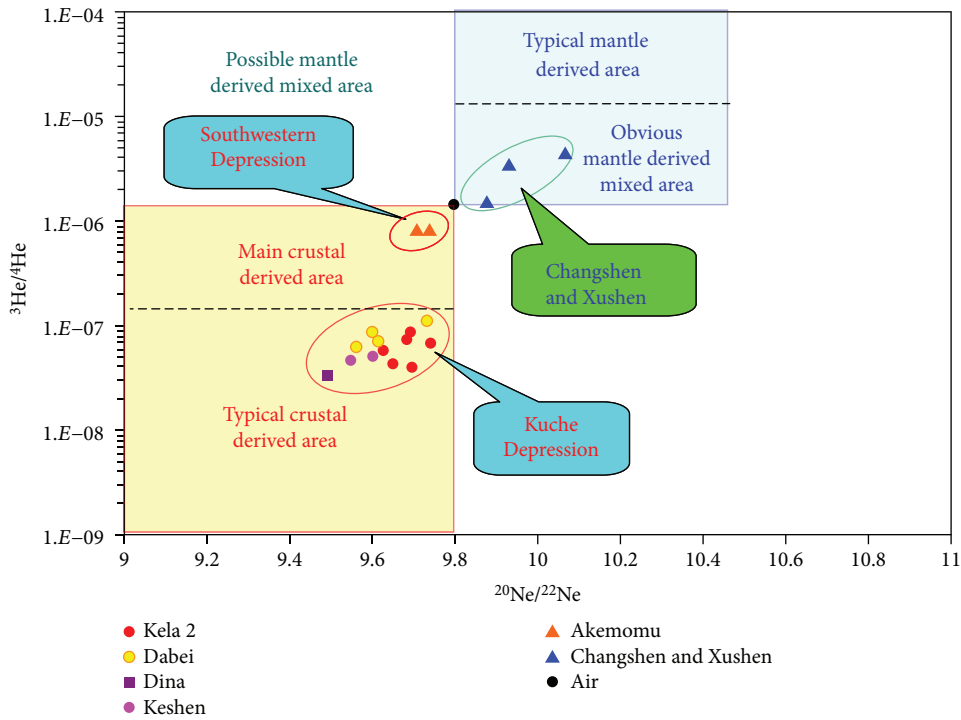 1.E–04
1.E–05
1.E–06
1.E–07
1.E–08
1.E–09
³He/⁴He
Possible mantle
derived mixed area
Typical mantle
derived area
Obvious
mantle derived
mixed area
Southwestern
Depression
Main crustal
derived area
Changshen
and Xushen
Typical crustal
derived area
Kuche
Depression
9 9.2 9.4 9.6 9.8 10 10.2 10.4 10.6 10.8 11
²⁰Ne/²²Ne
Kela 2
Dabei
Dina
Keshen
Akemomu
Changshen and Xushen
Air